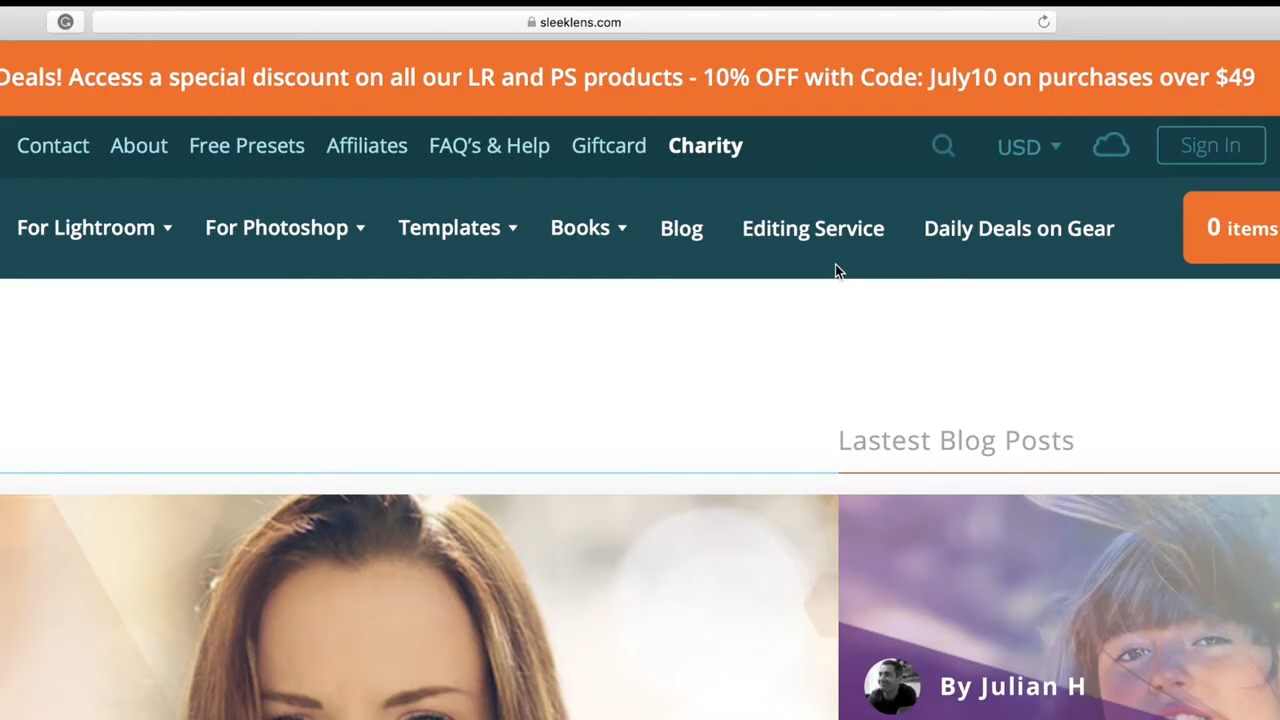 sleeklens.com
Deals! Access a special discount on all our LR and PS products - 10% OFF with Code: July10 on purchases over $49
Contact About Free Presets Affiliates FAQ's & Help Giftcard Charity USD Sign In
For Lightroom For Photoshop Templates Books Blog Editing Service Daily Deals on Gear 0 items
Lastest Blog Posts
By Julian H